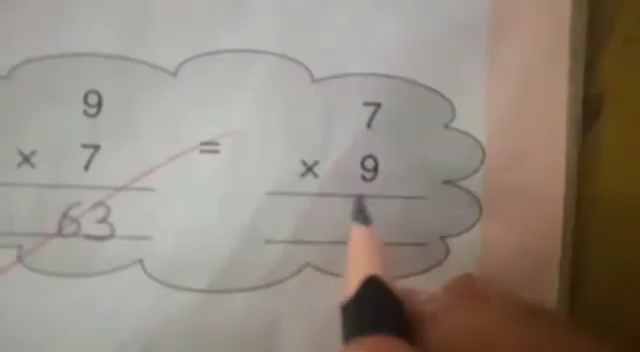 9 7
× 7 = × 9
63